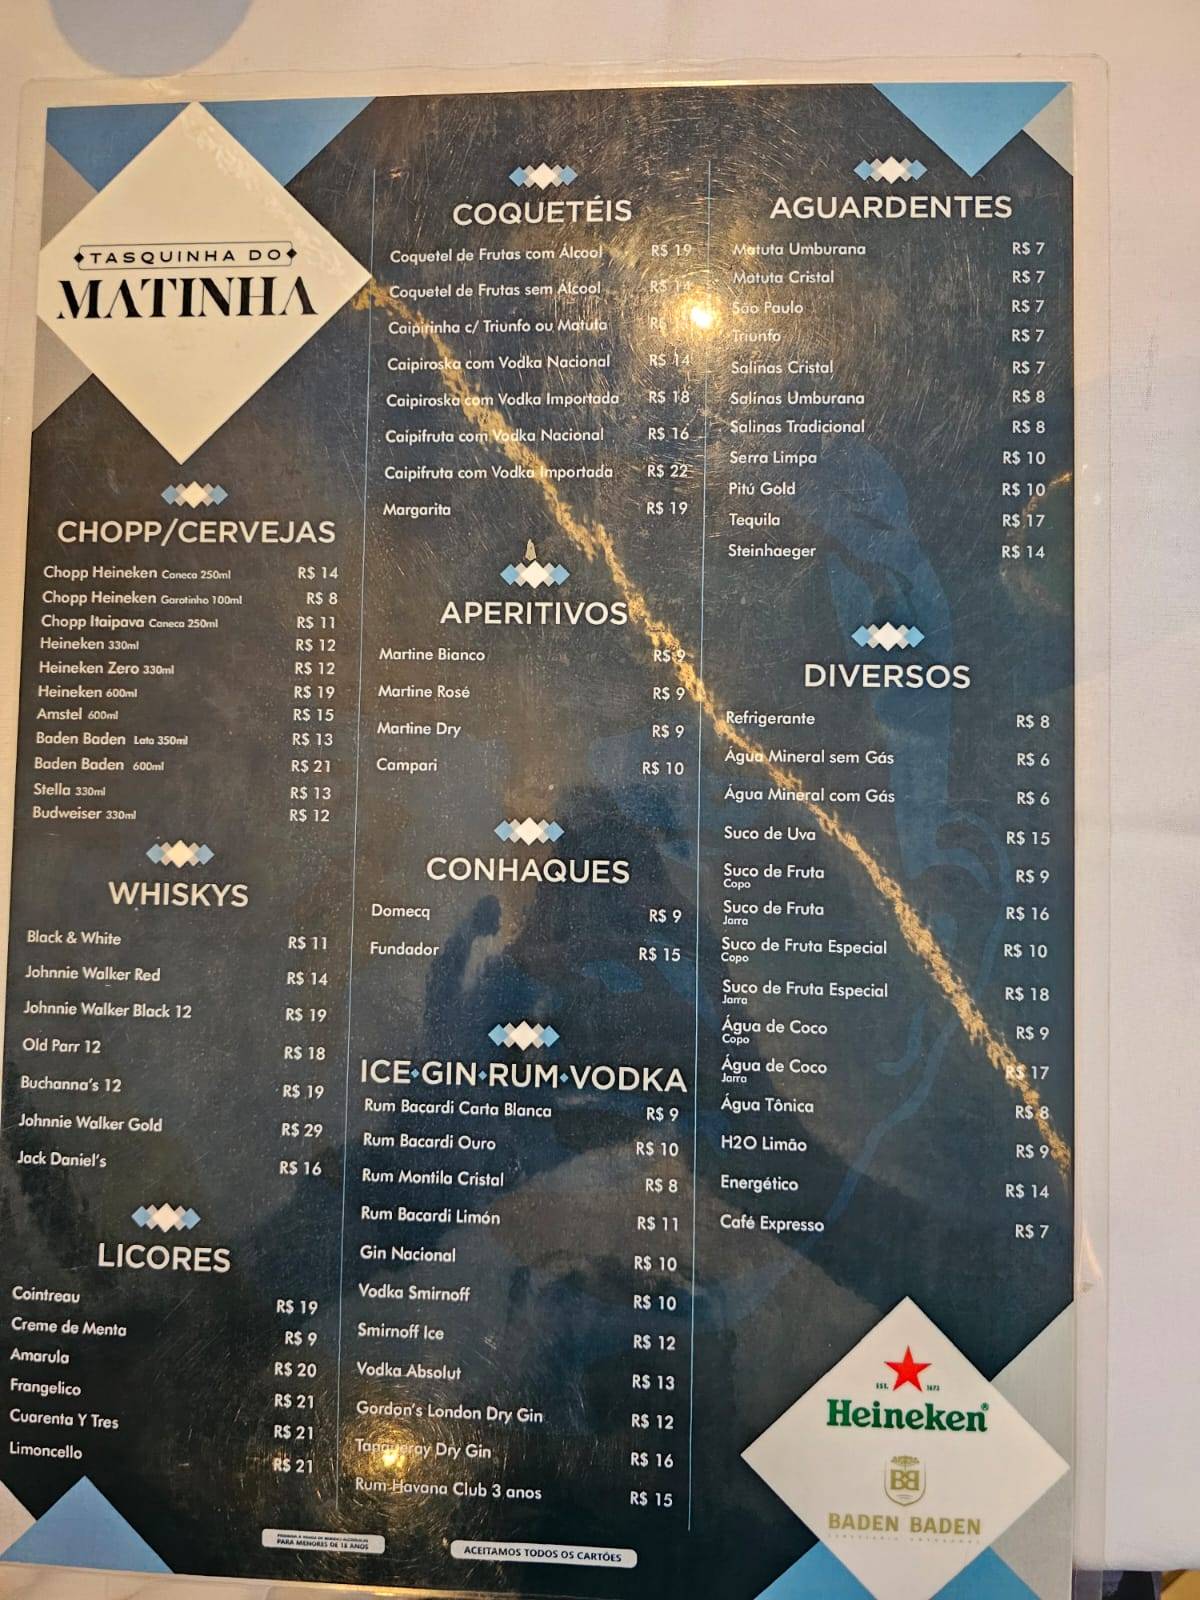 TASQUINHA DO
MATINHA
CHOPP/CERVEJAS
Chopp Heineken Caneca 250ml R$ 14
Chopp Heineken Garotinho 100ml R$ 8
Chopp Itaipava Caneca 250ml R$ 11
Heineken 330ml R$ 12
Heineken Zero 330ml R$ 12
Heineken 600ml R$ 19
Amstel 600ml R$ 15
Baden Baden Lata 350ml R$ 13
Baden Baden 600ml R$ 21
Stella 330ml R$ 13
Budweiser 330ml R$ 12
WHISKYS
Black & White R$ 11
Johnnie Walker Red R$ 14
Johnnie Walker Black 12 R$ 19
Old Parr 12 R$ 18
Buchanna's 12 R$ 19
Johnnie Walker Gold R$ 29
Jack Daniel's R$ 16
LICORES
Cointreau R$ 19
Creme de Menta R$ 9
Amarula R$ 20
Frangelico R$ 21
Cuarenta Y Tres R$ 21
Limoncello R$ 21
COQUETÉIS
Coquetel de Frutas com Álcool R$ 19
Coquetel de Frutas sem Álcool R$
Caipirinha c/ Triunfo ou Matuta
Caipiroska com Vodka Nacional R$ 14
Caipiroska com Vodka Importada R$ 18
Caipifruta com Vodka Nacional R$ 16
Caipifruta com Vodka Importada R$ 22
Margarita R$ 19
APERITIVOS
Martine Bianco R$ 9
Martine Rosé R$ 9
Martine Dry R$ 9
Campari R$ 10
CONHAQUES
Domecq R$ 9
Fundador R$ 15
ICE•GIN•RUM•VODKA
Rum Bacardi Carta Blanca R$ 9
Rum Bacardi Ouro R$ 10
Rum Montila Cristal R$ 8
Rum Bacardi Limón R$ 11
Gin Nacional R$ 10
Vodka Smirnoff R$ 10
Smirnoff Ice R$ 12
Vodka Absolut R$ 13
Gordon's London Dry Gin R$ 12
Tanqueray Dry Gin R$ 16
Rum Havana Club 3 anos R$ 15
AGUARDENTES
Matuta Umburana R$ 7
Matuta Cristal R$ 7
São Paulo R$ 7
Triunfo R$ 7
Salinas Cristal R$ 7
Salinas Umburana R$ 8
Salinas Tradicional R$ 8
Serra Limpa R$ 10
Pitú Gold R$ 10
Tequila R$ 17
Steinhaeger R$ 14
DIVERSOS
Refrigerante R$ 8
Água Mineral sem Gás R$ 6
Água Mineral com Gás R$ 6
Suco de Uva R$ 15
Suco de Fruta R$ 9
Copo
Suco de Fruta R$ 16
Jarra
Suco de Fruta Especial R$ 10
Copo
Suco de Fruta Especial R$ 18
Jarra
Água de Coco R$ 9
Copo
Água de Coco R$ 17
Jarra
Água Tônica R$ 8
H2O Limão R$ 9
Energético R$ 14
Café Expresso R$ 7
PARA MENORES DE 18 ANOS
ACEITAMOS TODOS OS CARTÕES
EST. 1873
Heineken®
BB
BADEN BADEN